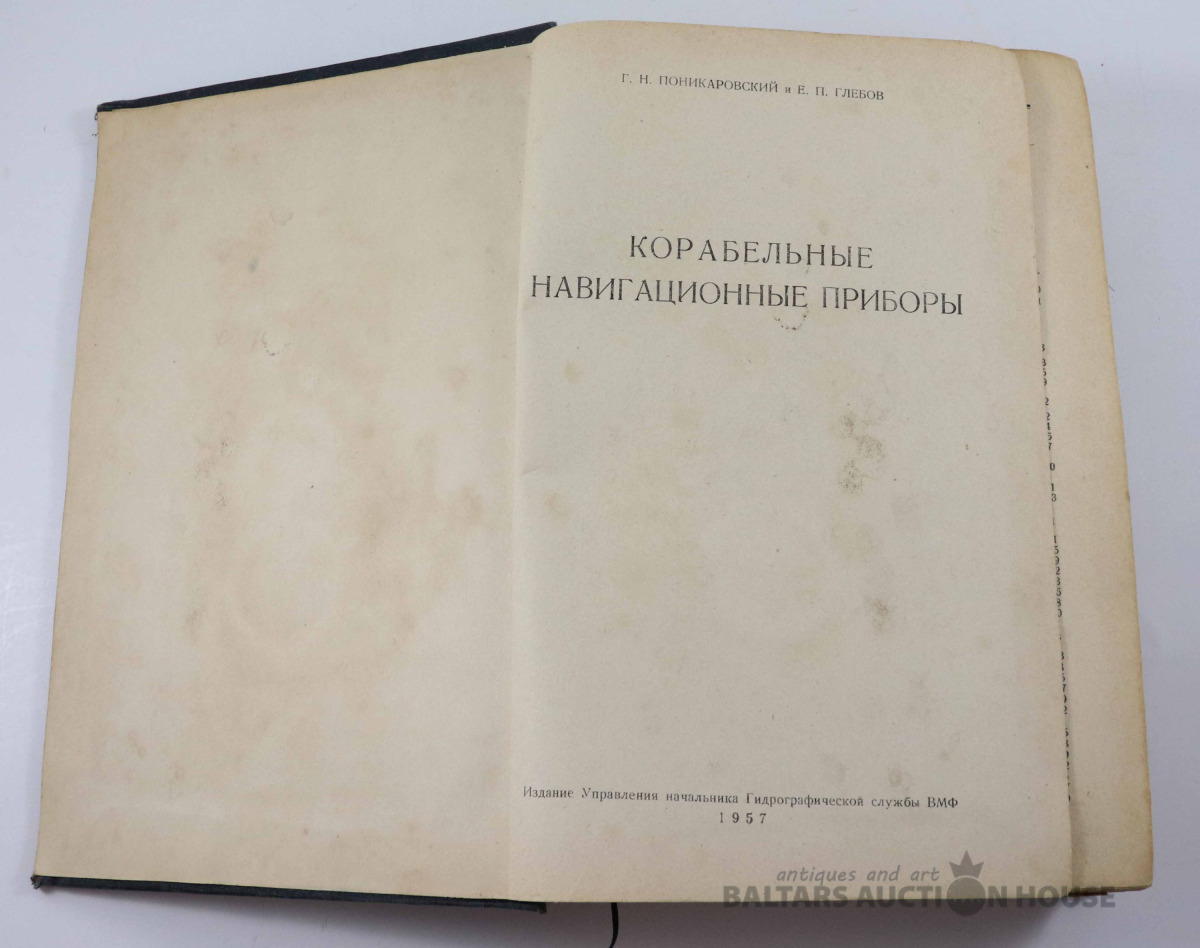 Г. Н. ПОНИКАРОВСКИЙ и Е. П. ГЛЕБОВ
КОРАБЕЛЬНЫЕ
НАВИГАЦИОННЫЕ ПРИБОРЫ
Издание Управления начальника Гидрографической службы ВМФ
1957
antiques and art
BALTARS AUCTION HOUSE